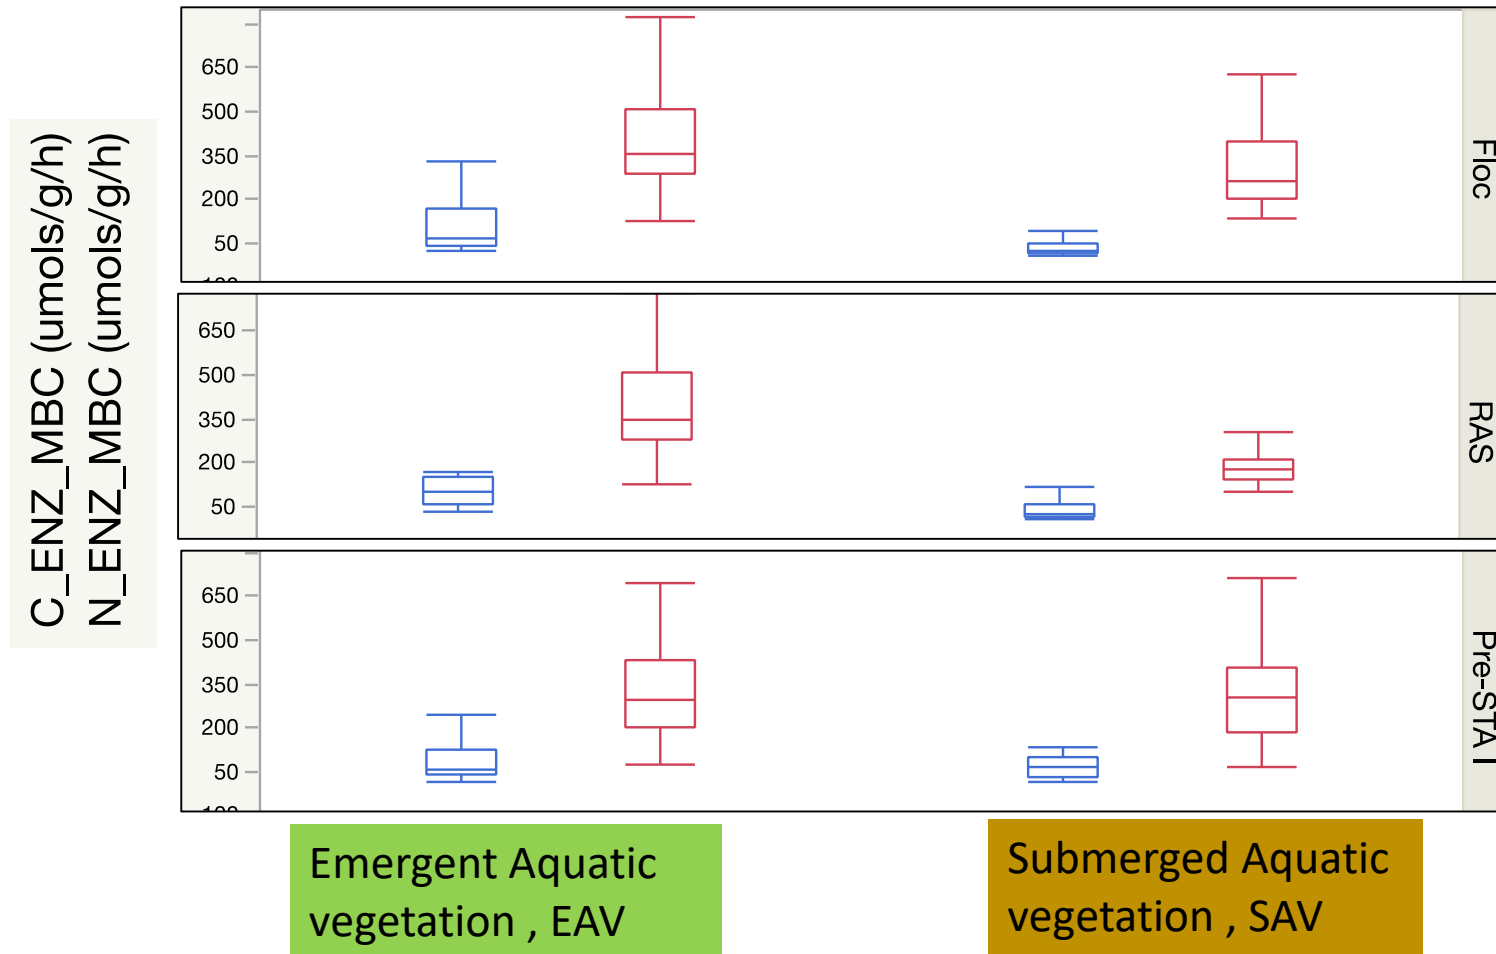 C_ENZ_MBC (umols/g/h)
N_ENZ_MBC (umols/g/h)
650
500
350
200
50
Floc
650
500
350
200
50
RAS
650
500
350
200
50
Pre-STA
Emergent Aquatic
vegetation , EAV
Submerged Aquatic
vegetation , SAV